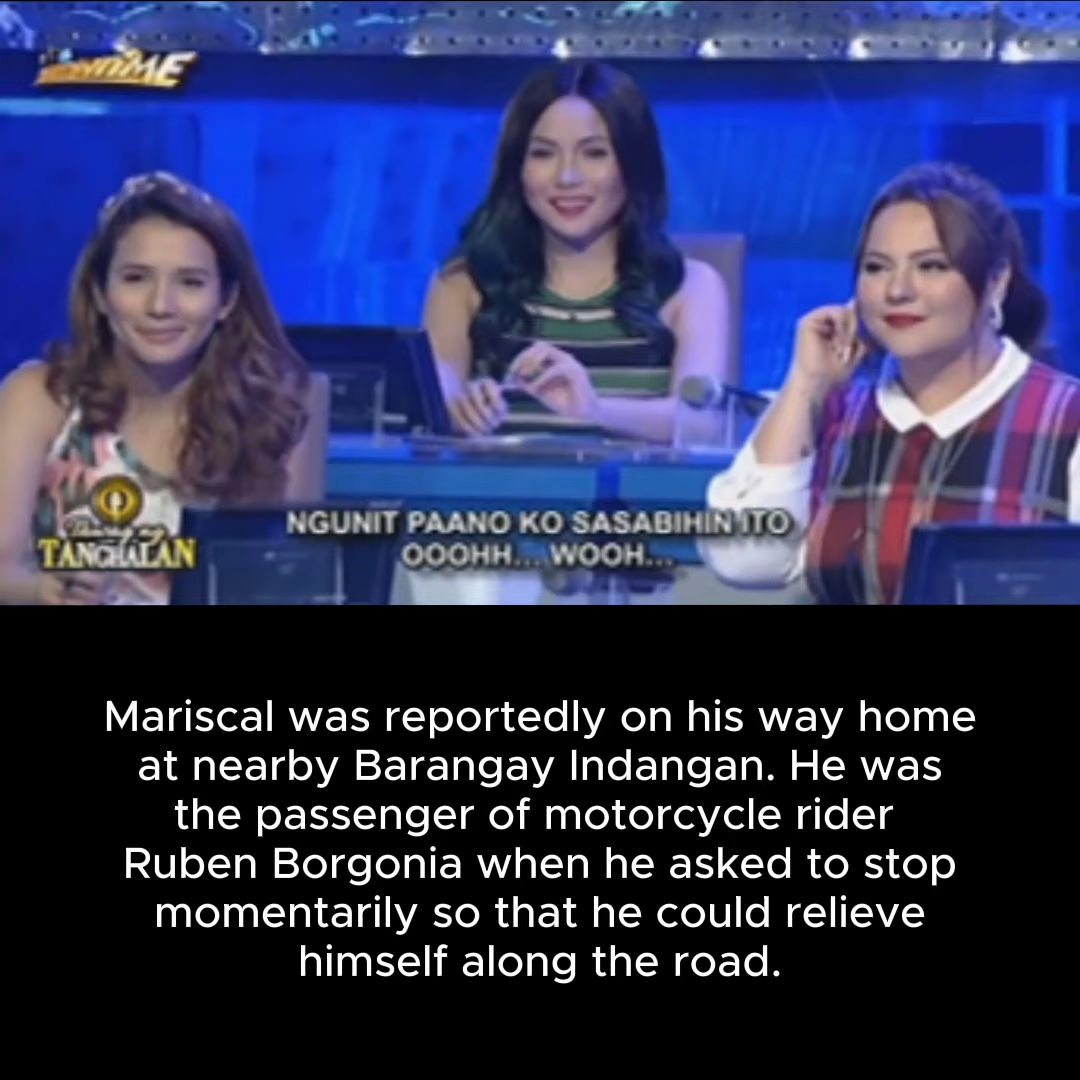 SHOWTIME
TANGHALAN
NGUNIT PAANO KO SASABIHIN ITO
OOOHH... WOOH...
Mariscal was reportedly on his way home
at nearby Barangay Indangan. He was
the passenger of motorcycle rider
Ruben Borgonia when he asked to stop
momentarily so that he could relieve
himself along the road.